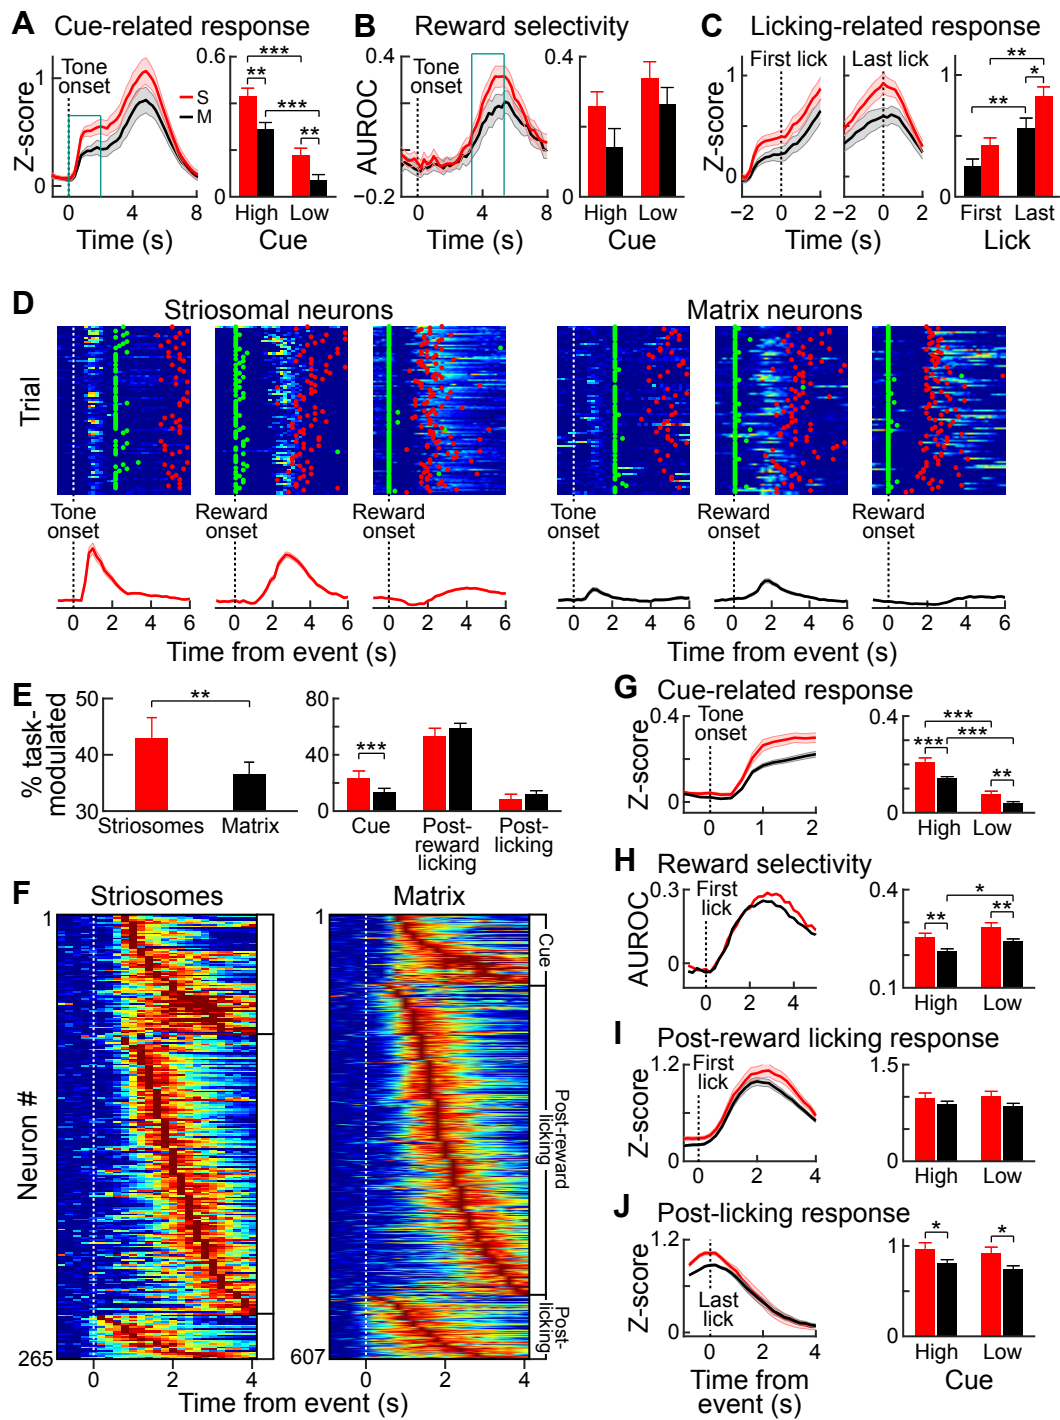 A Cue-related response
Z-score
1
0
Tone onset
S
M
0 4 8
Time (s)
0.6
0
***
**
***
**
High Low
Cue
B Reward selectivity
AUROC
0.4
−0.2
Tone onset
0 4 8
Time (s)
0.4
0
High Low
Cue
C Licking-related response
Z-score
1
0
First lick
Last lick
−2 0 2
−2 0 2
Time (s)
1
0
**
*
**
First Last
Lick
D
Striosomal neurons
Matrix neurons
Trial
Tone onset
Reward onset
Reward onset
Tone onset
Reward onset
Reward onset
0 2 4 6
0 2 4 6
0 2 4 6
0 2 4 6
0 2 4 6
0 2 4 6
Time from event (s)
Time from event (s)
E
% task-modulated
50
40
30
**
Striosomes Matrix
80
40
0
***
Cue
Post-reward licking
Post-licking
F
Striosomes
Matrix
Neuron #
1
265
1
607
Cue
Post-reward licking
Post-licking
0 2 4
0 2 4
Time from event (s)
G Cue-related response
Z-score
0.4
0
Tone onset
0 1 2
0.4
0
***
***
***
**
High Low
H Reward selectivity
AUROC
0.3
0
First lick
0 2 4
0.4
0.1
*
**
**
High Low
I Post-reward licking response
Z-score
1.2
0
First lick
0 2 4
1.5
0
High Low
J Post-licking response
Z-score
1.2
0
Last lick
0 2 4
Time from event (s)
1
0
*
*
High Low
Cue